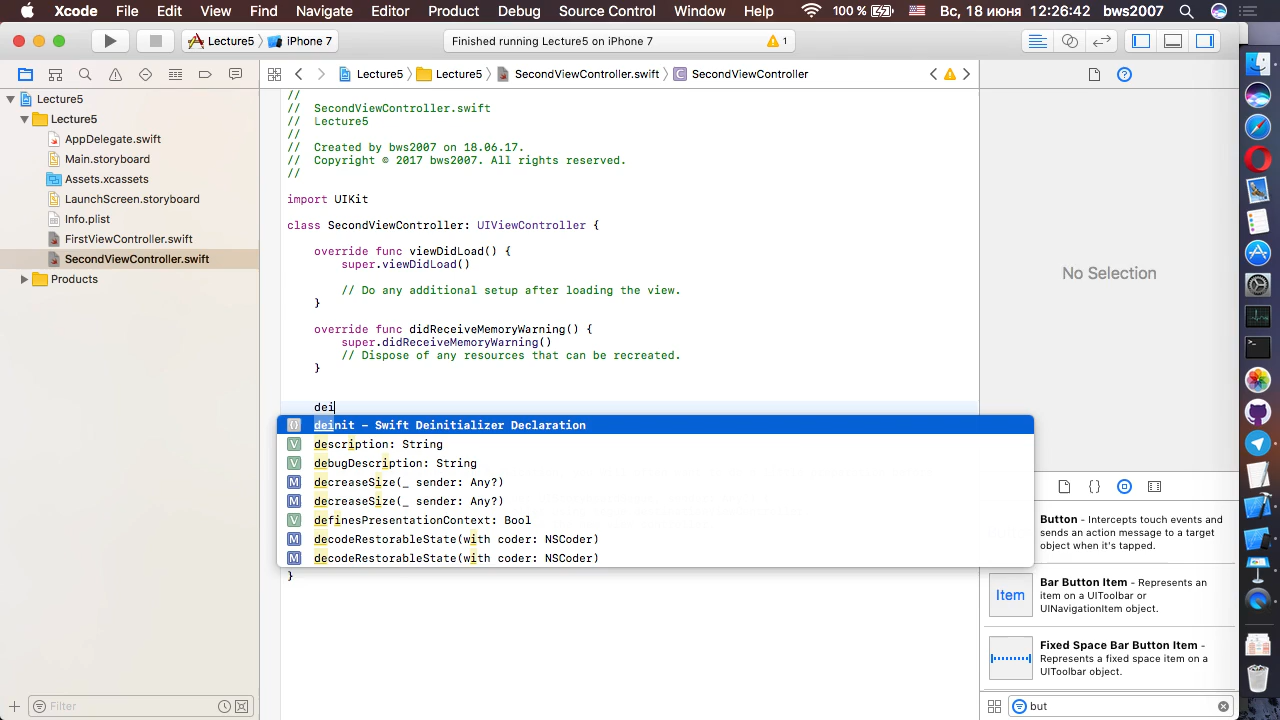 Xcode File Edit View Find Navigate Editor Product Debug Source Control Window Help 100 % Вс, 18 июня 12:26:42 bws2007
Lecture5 iPhone 7 Finished running Lecture5 on iPhone 7 1
Lecture5 Lecture5 SecondViewController.swift SecondViewController
Lecture5
Lecture5
AppDelegate.swift
Main.storyboard
Assets.xcassets
LaunchScreen.storyboard
Info.plist
FirstViewController.swift
SecondViewController.swift
Products
Filter
//
// SecondViewController.swift
// Lecture5
//
// Created by bws2007 on 18.06.17.
// Copyright © 2017 bws2007. All rights reserved.
//
import UIKit
class SecondViewController: UIViewController {
override func viewDidLoad() {
super.viewDidLoad()
// Do any additional setup after loading the view.
}
override func didReceiveMemoryWarning() {
super.didReceiveMemoryWarning()
// Dispose of any resources that can be recreated.
}
dei
deinit – Swift Deinitializer Declaration
description: String
debugDescription: String
decreaseSize(_ sender: Any?)
decreaseSize(_ sender: Any?)
definesPresentationContext: Bool
decodeRestorableState(with coder: NSCoder)
decodeRestorableState(with coder: NSCoder)
}
No Selection
Button - Intercepts touch events and
sends an action message to a target
object when it's tapped.
Item
Bar Button Item - Represents an
item on a UIToolbar or
UINavigationItem object.
Fixed Space Bar Button Item -
Represents a fixed space item on a
UIToolbar object.
but